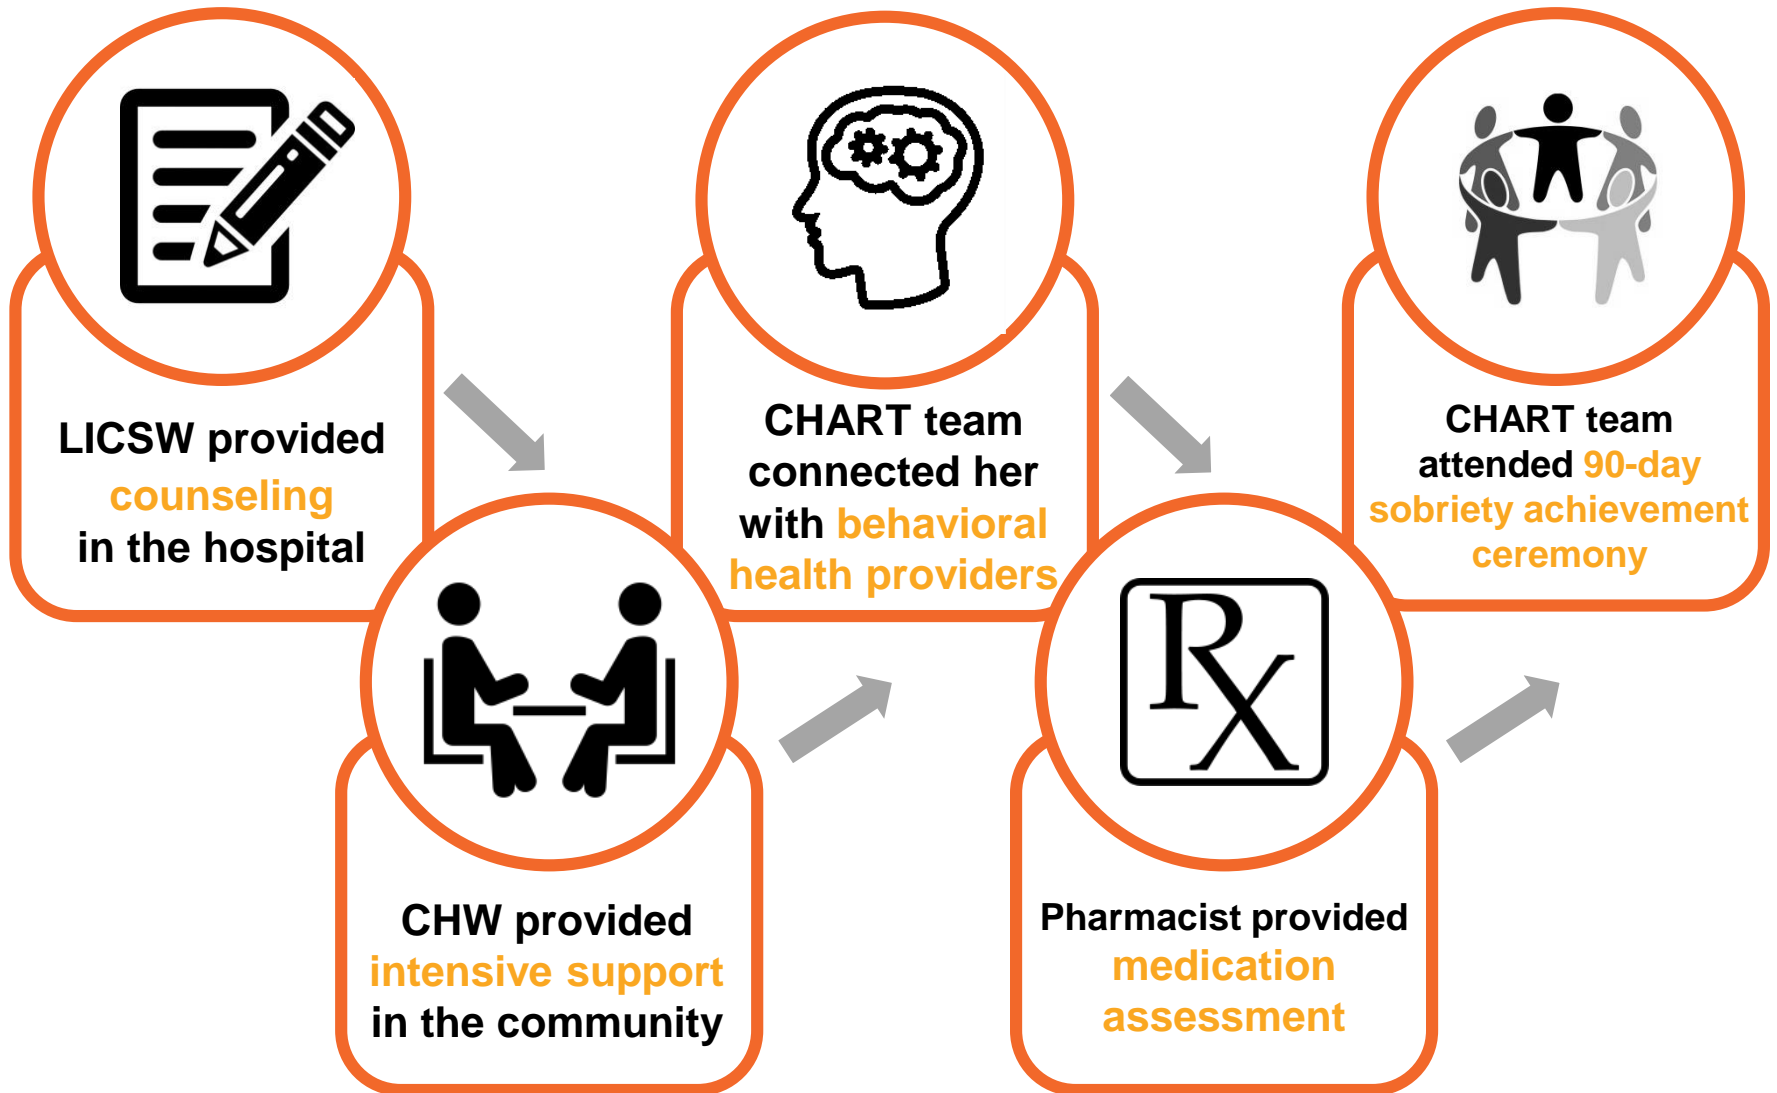 LICSW provided
counseling
in the hospital
CHW provided
intensive support
in the community
CHART team
connected her
with behavioral
health providers
RX
Pharmacist provided
medication
assessment
CHART team
attended 90-day
sobriety achievement
ceremony